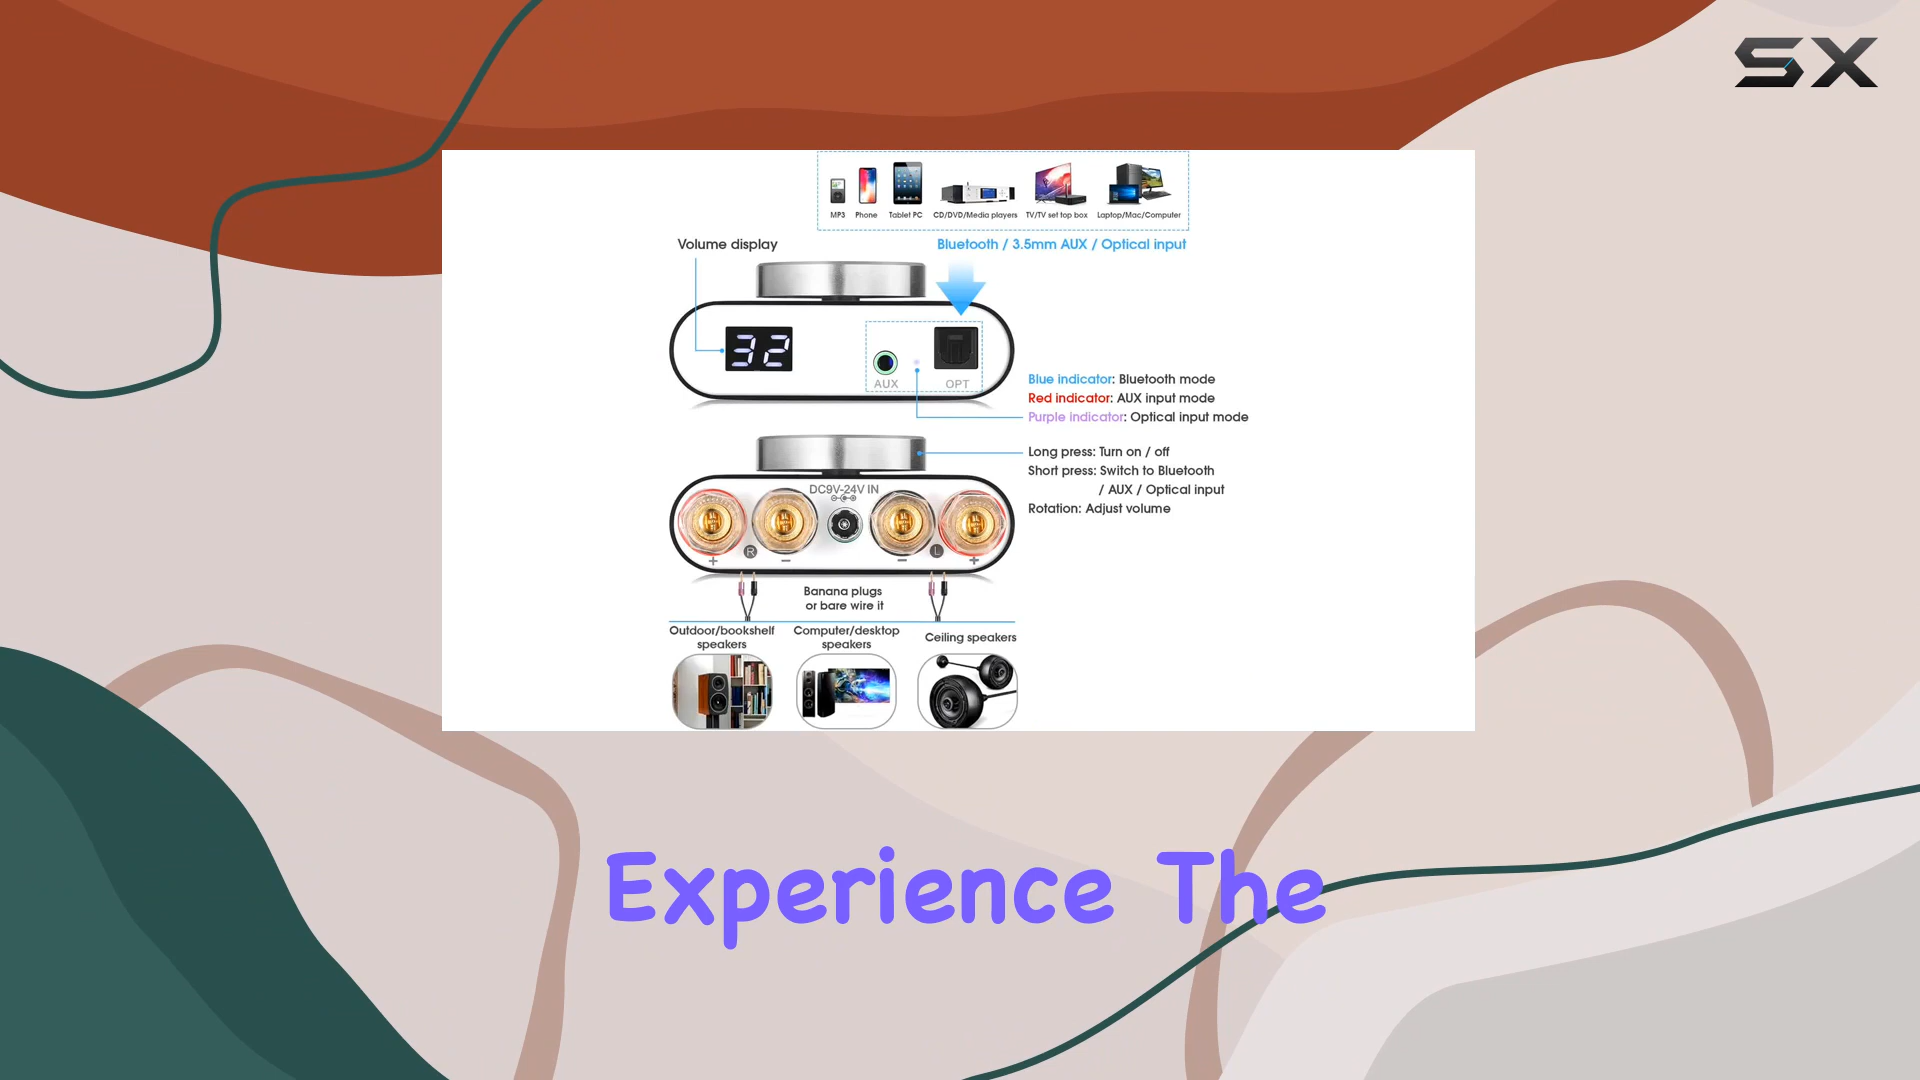 SX
MP3 Phone Tablet PC CD/DVD/Media players TV/TV set top box Laptop/Mac/Computer
Volume display
Bluetooth / 3.5mm AUX / Optical input
32
AUX OPT
Blue indicator: Bluetooth mode
Red indicator: AUX input mode
Purple indicator: Optical input mode
Long press: Turn on / off
Short press: Switch to Bluetooth
/ AUX / Optical input
Rotation: Adjust volume
DC9V-24V IN
R L
+ − − +
Banana plugs
or bare wire it
Outdoor/bookshelf
speakers
Computer/desktop
speakers
Ceiling speakers
Experience The